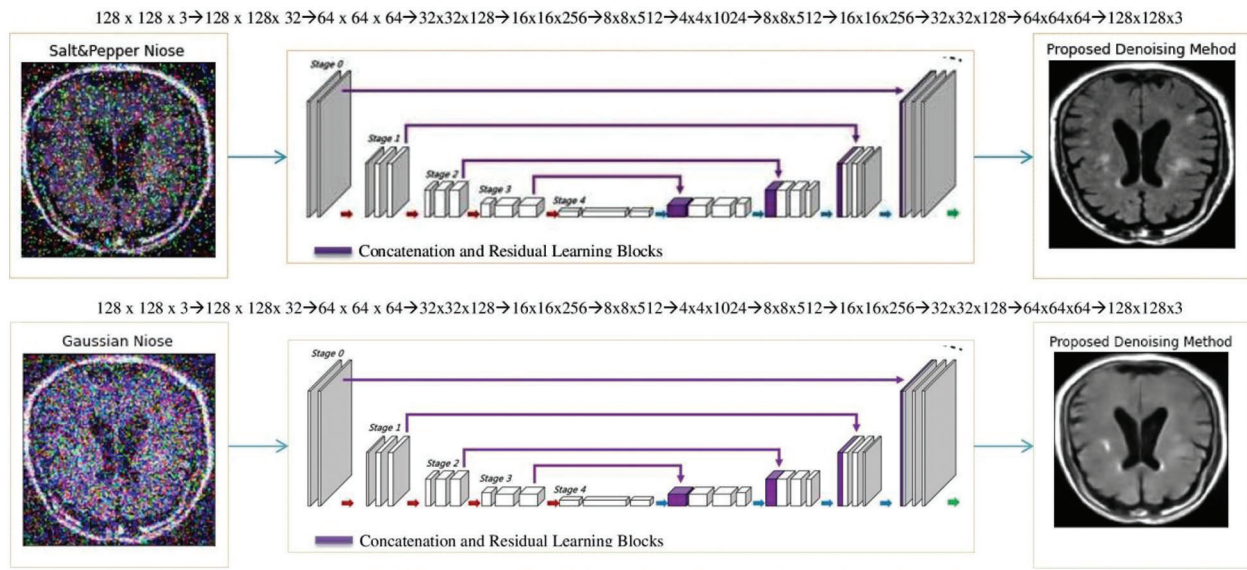 128 x 128 x 3→128 x 128x 32→64 x 64 x 64→32x32x128→16x16x256→8x8x512→4x4x1024→8x8x512→16x16x256→32x32x128→64x64x64→128x128x3
Salt&Pepper Niose
Stage 0
Stage 1
Stage 2
Stage 3
Stage 4
Concatenation and Residual Learning Blocks
Proposed Denoising Mehod
128 x 128 x 3→128 x 128x 32→64 x 64 x 64→32x32x128→16x16x256→8x8x512→4x4x1024→8x8x512→16x16x256→32x32x128→64x64x64→128x128x3
Gaussian Niose
Stage 0
Stage 1
Stage 2
Stage 3
Stage 4
Concatenation and Residual Learning Blocks
Proposed Denoising Method